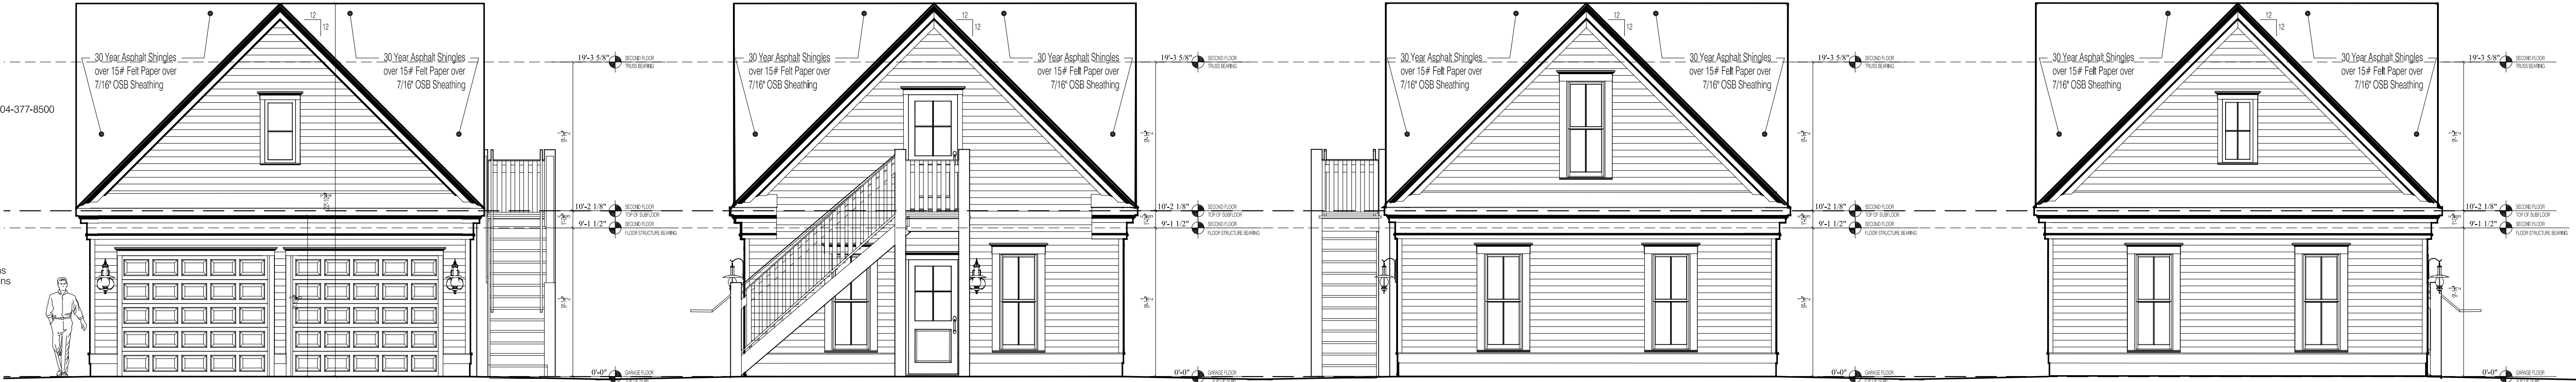 04-377-8500
ns
ns
12
12
30 Year Asphalt Shingles
over 15# Felt Paper over
7/16" OSB Sheathing
30 Year Asphalt Shingles
over 15# Felt Paper over
7/16" OSB Sheathing
19'-3 5/8"
SECOND FLOOR
TRUSS BEARING
10'-2 1/8"
SECOND FLOOR
TOP OF SUBFLOOR
9'-1 1/2"
SECOND FLOOR
FLOOR STRUCTURE BEARING
0'-0"
GARAGE FLOOR
12
12
30 Year Asphalt Shingles
over 15# Felt Paper over
7/16" OSB Sheathing
30 Year Asphalt Shingles
over 15# Felt Paper over
7/16" OSB Sheathing
19'-3 5/8"
SECOND FLOOR
TRUSS BEARING
10'-2 1/8"
SECOND FLOOR
TOP OF SUBFLOOR
9'-1 1/2"
SECOND FLOOR
FLOOR STRUCTURE BEARING
0'-0"
GARAGE FLOOR
12
12
30 Year Asphalt Shingles
over 15# Felt Paper over
7/16" OSB Sheathing
30 Year Asphalt Shingles
over 15# Felt Paper over
7/16" OSB Sheathing
19'-3 5/8"
SECOND FLOOR
TRUSS BEARING
10'-2 1/8"
SECOND FLOOR
TOP OF SUBFLOOR
9'-1 1/2"
SECOND FLOOR
FLOOR STRUCTURE BEARING
0'-0"
GARAGE FLOOR
12
12
30 Year Asphalt Shingles
over 15# Felt Paper over
7/16" OSB Sheathing
30 Year Asphalt Shingles
over 15# Felt Paper over
7/16" OSB Sheathing
19'-3 5/8"
SECOND FLOOR
TRUSS BEARING
10'-2 1/8"
SECOND FLOOR
TOP OF SUBFLOOR
9'-1 1/2"
SECOND FLOOR
FLOOR STRUCTURE BEARING
0'-0"
GARAGE FLOOR